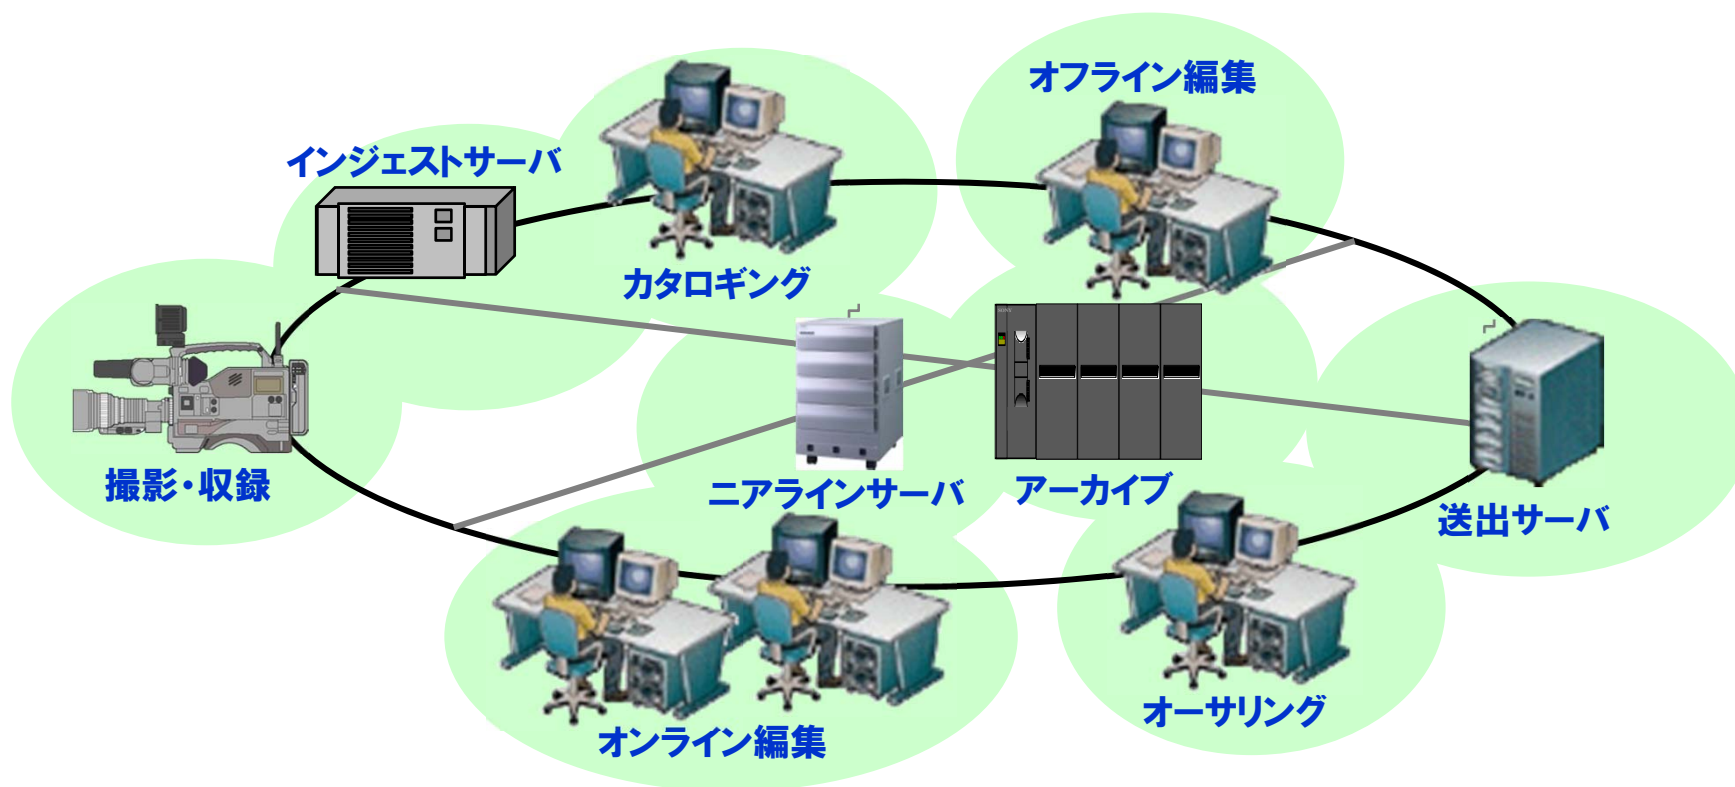 オフライン編集
インジェストサーバ
カタロギング
撮影・収録
ニアラインサーバ
アーカイブ
送出サーバ
オーサリング
オンライン編集
SONY